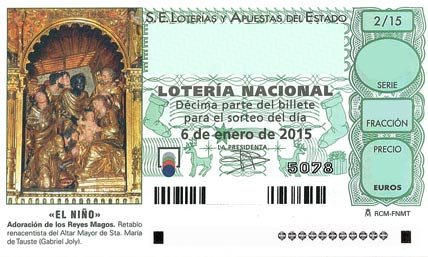 S.E. LOTERÍAS Y APUESTAS DEL ESTADO
2/15
SERIE
LOTERÍA NACIONAL
Décima parte del billete
para el sorteo del día
6 de enero de 2015
LA PRESIDENTA,
5078
FRACCIÓN
PRECIO
EUROS
RCM-FNMT
«EL NIÑO»
Adoración de los Reyes Magos. Retablo
renacentista del Altar Mayor de Sta. María
de Tauste (Gabriel Joly).